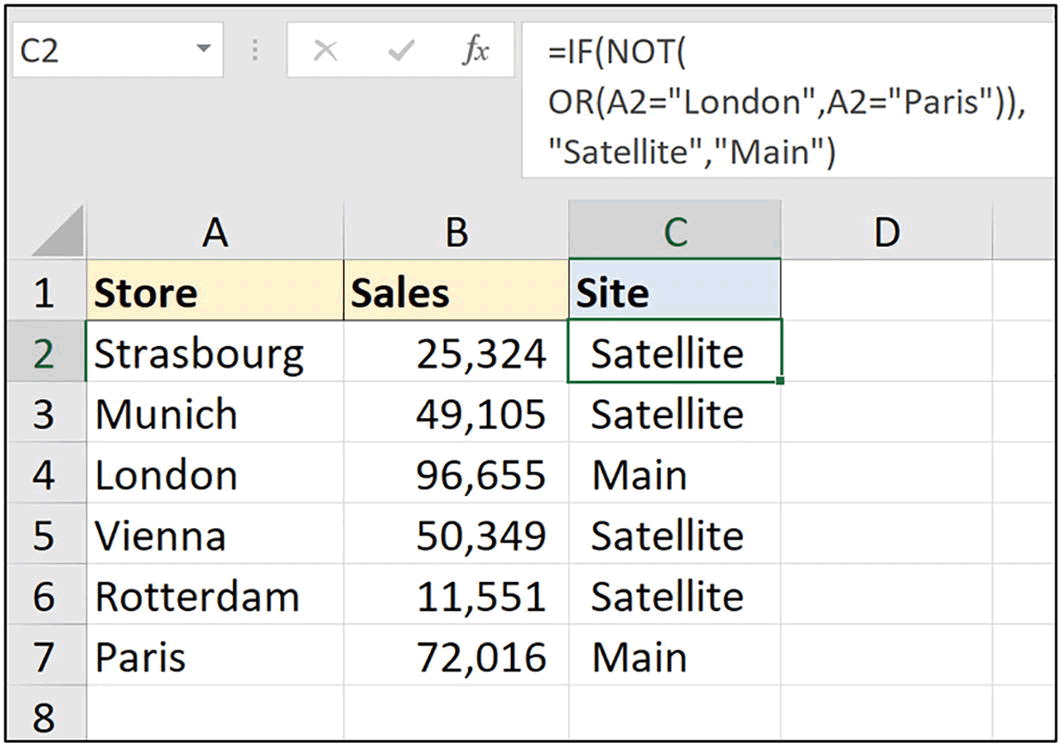 C2 fx =IF(NOT(
OR(A2="London",A2="Paris")),
"Satellite","Main")
A B C D
1 Store Sales Site
2 Strasbourg 25,324 Satellite
3 Munich 49,105 Satellite
4 London 96,655 Main
5 Vienna 50,349 Satellite
6 Rotterdam 11,551 Satellite
7 Paris 72,016 Main
8